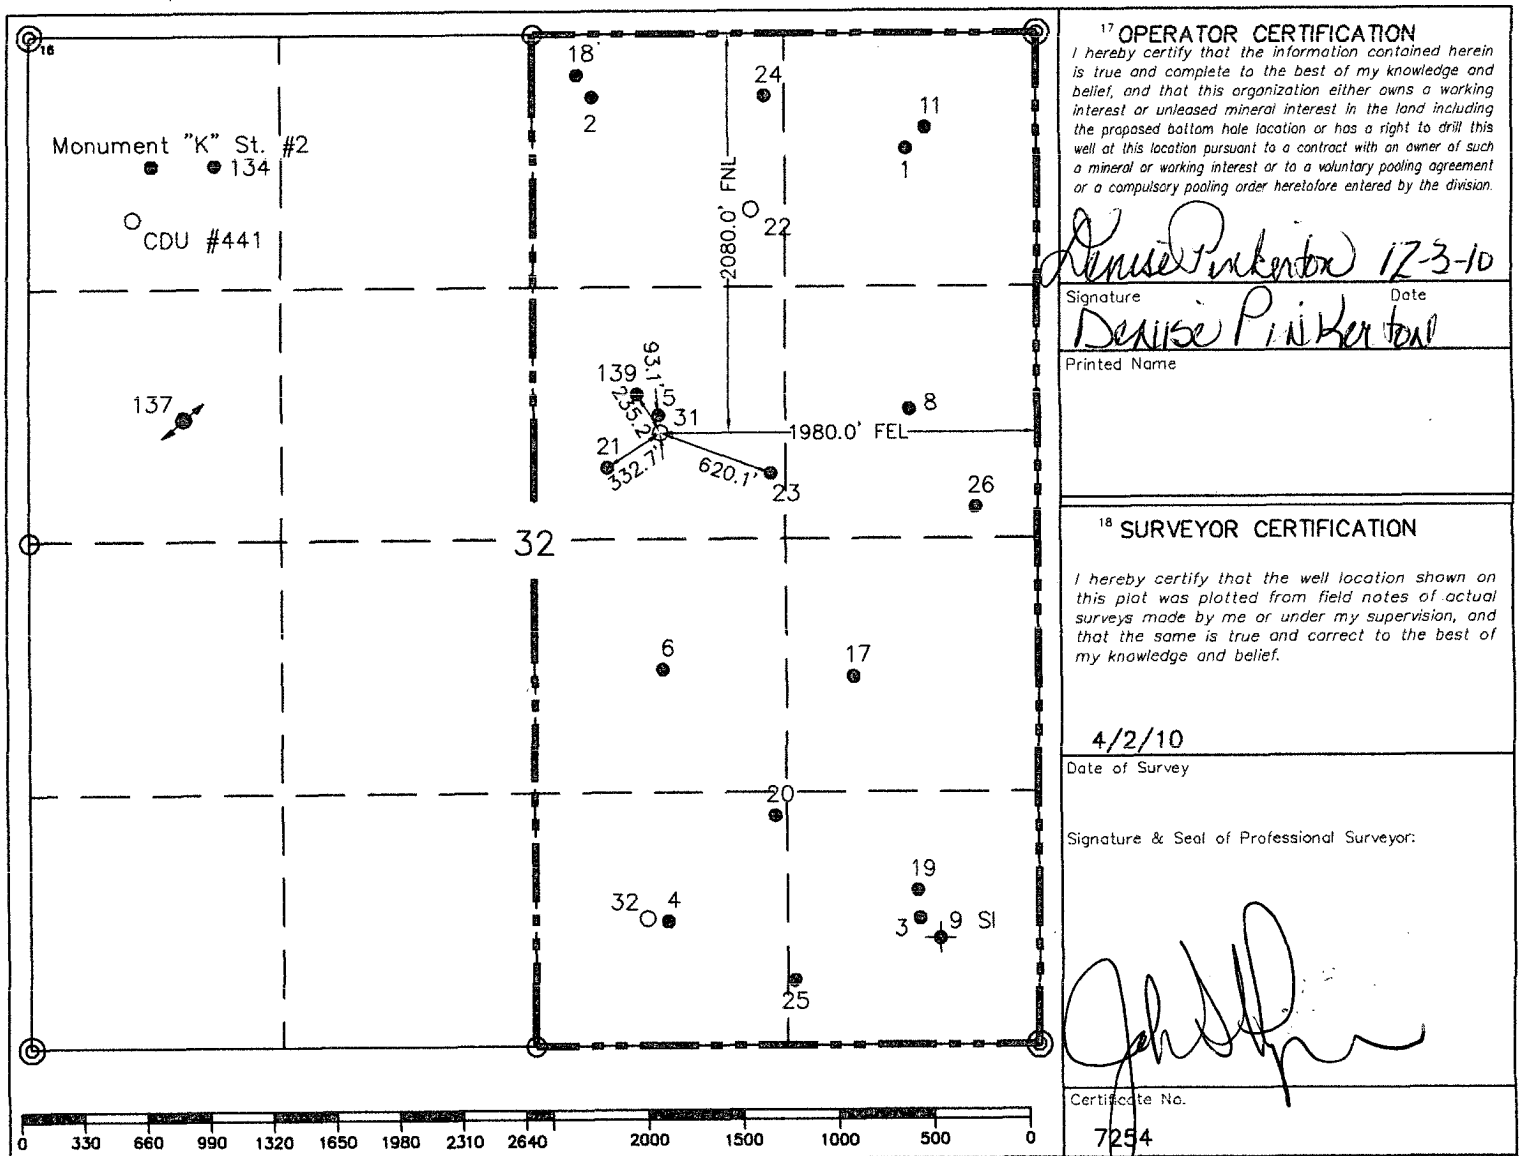 16
18
2
24
11
1
Monument "K" St. #2
134
CDU #441
22
2080.0' FNL
137
139
93.1'
5
31
235.2'
21
332.7'
620.1'
23
1980.0' FEL
8
26
32
6
17
20
19
32
4
3
9 SI
25
0 330 660 990 1320 1650 1980 2310 2640 2000 1500 1000 500 0
17 OPERATOR CERTIFICATION
I hereby certify that the information contained herein
is true and complete to the best of my knowledge and
belief, and that this organization either owns a working
interest or unleased mineral interest in the land including
the proposed bottom hole location or has a right to drill this
well at this location pursuant to a contract with an owner of such
a mineral or working interest or to a voluntary pooling agreement
or a compulsory pooling order heretofore entered by the division.
Denise Pinkerton 12-3-10
Signature Date
Denise Pinkerton
Printed Name
18 SURVEYOR CERTIFICATION
I hereby certify that the well location shown on
this plat was plotted from field notes of actual
surveys made by me or under my supervision, and
that the same is true and correct to the best of
my knowledge and belief.
4/2/10
Date of Survey
Signature & Seal of Professional Surveyor:
Certificate No.
7254